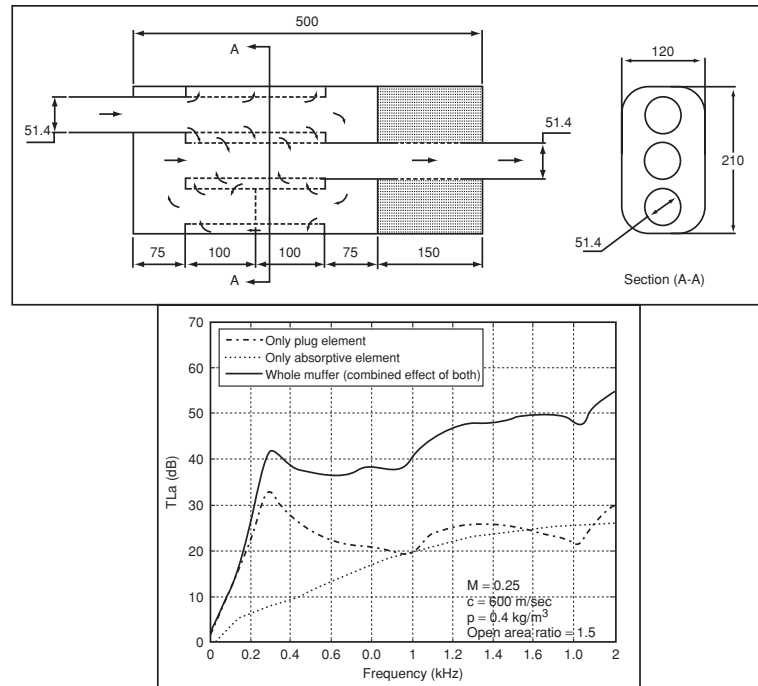 500
A
120
51.4
51.4
210
75 100 100 75 150
51.4
A
Section (A-A)
70
Only plug element
Only absorptive element
Whole muffer (combined effect of both)
60
50
40
30
20
10
0
TLa (dB)
M = 0.25
c = 600 m/sec
p = 0.4 kg/m³
Open area ratio = 1.5
0 0.2 0.4 0.6 0.0 1 1.2 1.4 1.6 1.0 2
Frequency (kHz)